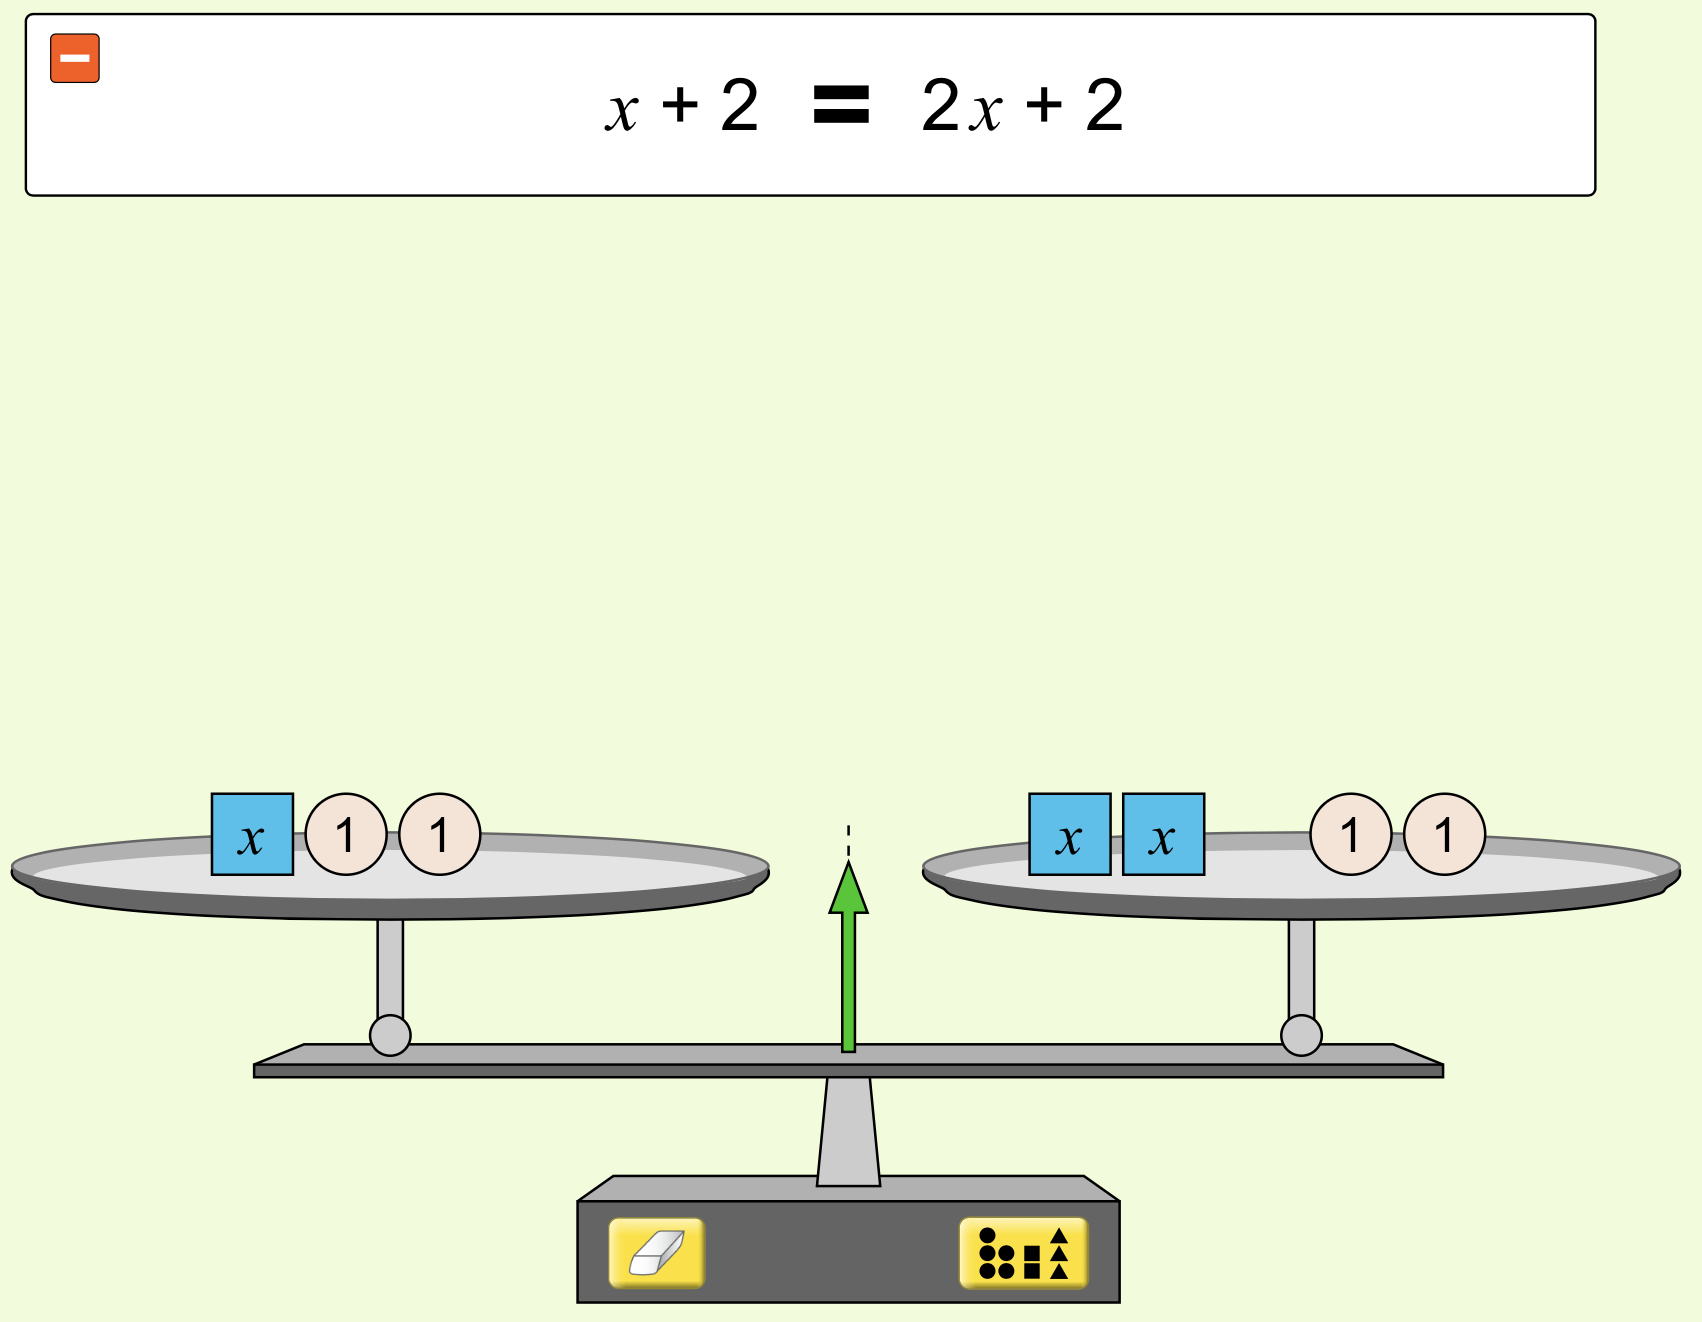 x + 2 = 2x + 2
x 1 1 x x 1 1